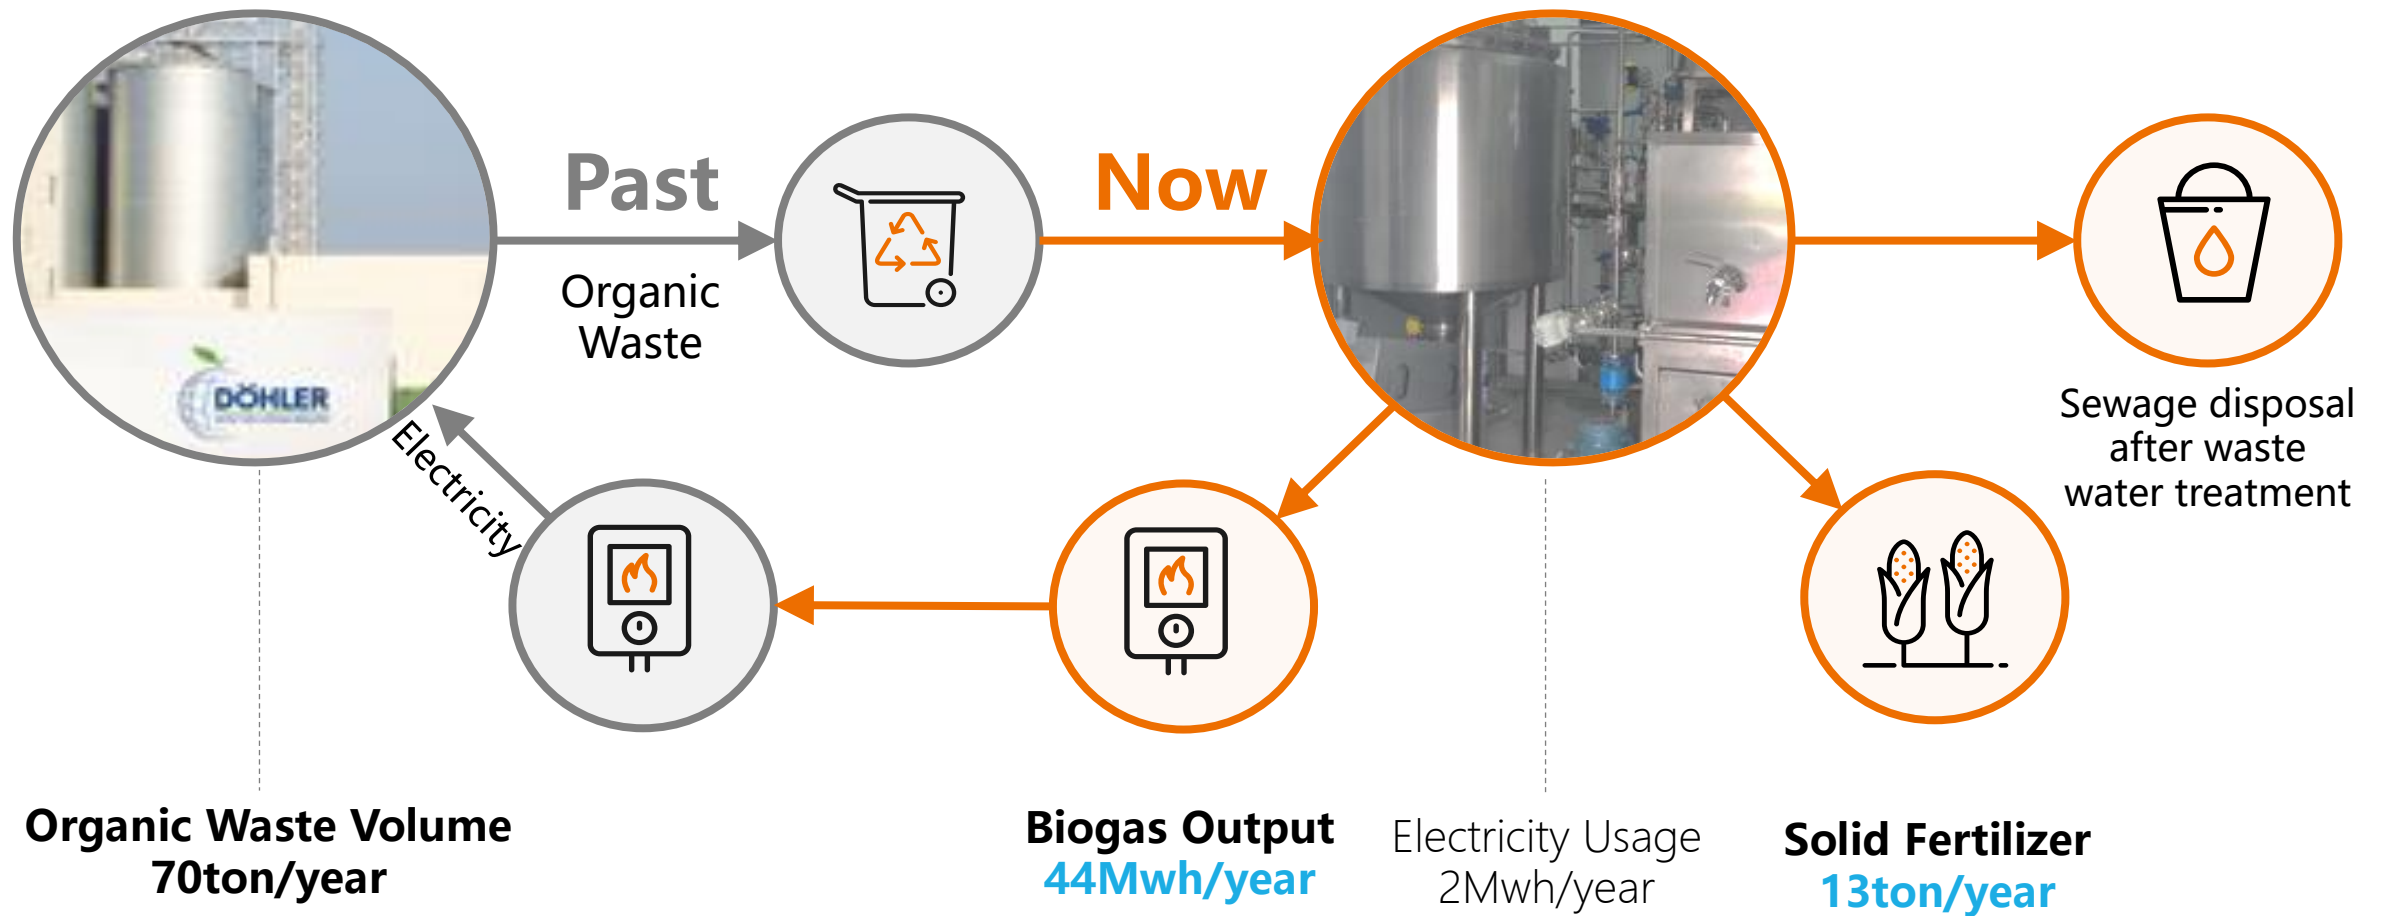 Past
Organic
Waste
Now
DÖHLER
Electricity
Sewage disposal
after waste
water treatment
Organic Waste Volume
70ton/year
Biogas Output
44Mwh/year
Electricity Usage
2Mwh/year
Solid Fertilizer
13ton/year